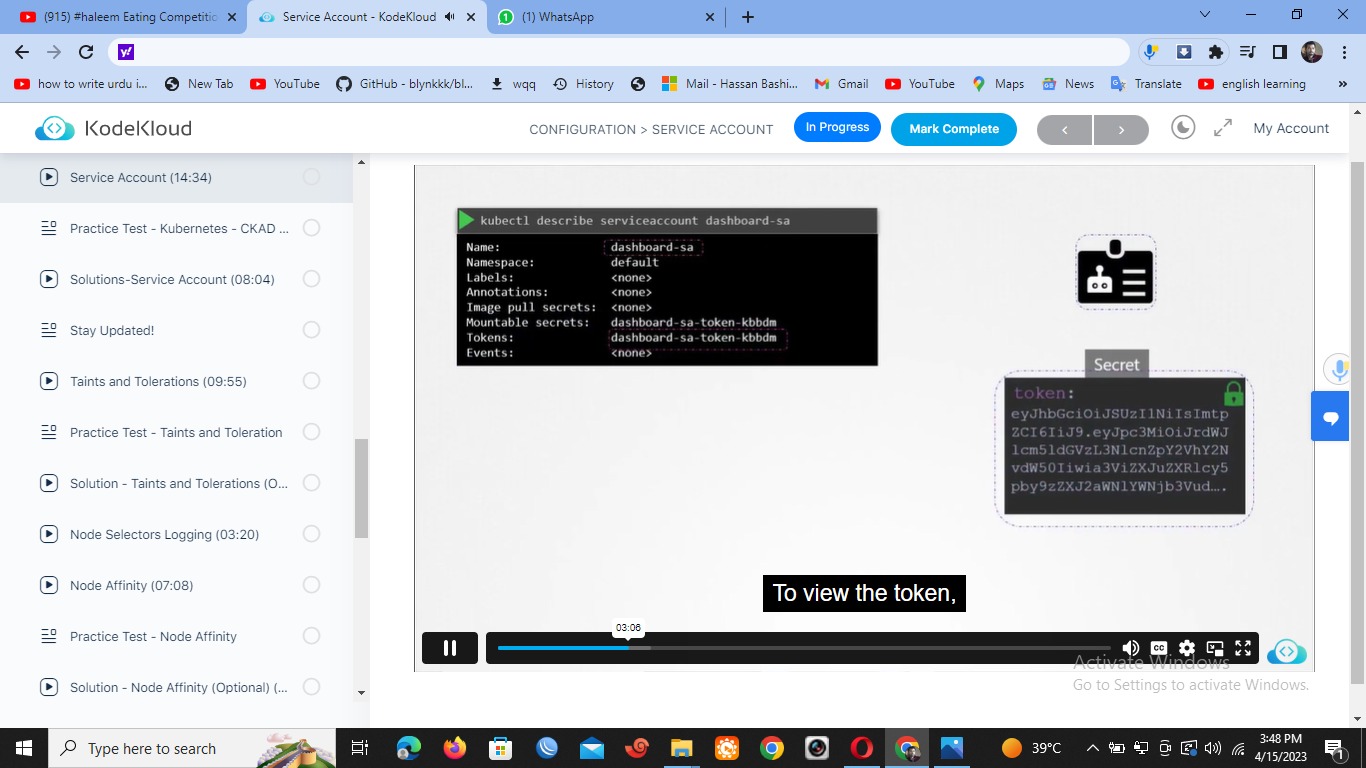 (915) #haleem Eating Competitio
Service Account - KodeKloud
(1) WhatsApp
how to write urdu i...
New Tab
YouTube
GitHub - blynkkk/bl...
wqq
History
Mail - Hassan Bashi...
Gmail
YouTube
Maps
News
Translate
english learning
»
KodeKloud
CONFIGURATION > SERVICE ACCOUNT
In Progress
Mark Complete
My Account
Service Account (14:34)
Practice Test - Kubernetes - CKAD ...
Solutions-Service Account (08:04)
Stay Updated!
Taints and Tolerations (09:55)
Practice Test - Taints and Toleration
Solution - Taints and Tolerations (O...
Node Selectors Logging (03:20)
Node Affinity (07:08)
Practice Test - Node Affinity
Solution - Node Affinity (Optional) (...
kubectl describe serviceaccount dashboard-sa
Name: dashboard-sa
Namespace: default
Labels: <none>
Annotations: <none>
Image pull secrets: <none>
Mountable secrets: dashboard-sa-token-kbbdm
Tokens: dashboard-sa-token-kbbdm
Events: <none>
Secret
token:
eyJhbGciOiJSUzI1NiIsImtp
ZCI6IiJ9.eyJpc3MiOiJrdWJ
lcm5ldGVzL3NlcnZpY2VhY2N
vdW50Iiwia3ViZXJuZXRlcy5
pby9zZXJ2aWNlYWNjb3Vud….
To view the token,
03:06
CC
Activate Windows
Go to Settings to activate Windows.
Type here to search
39°C
3:48 PM
4/15/2023
1